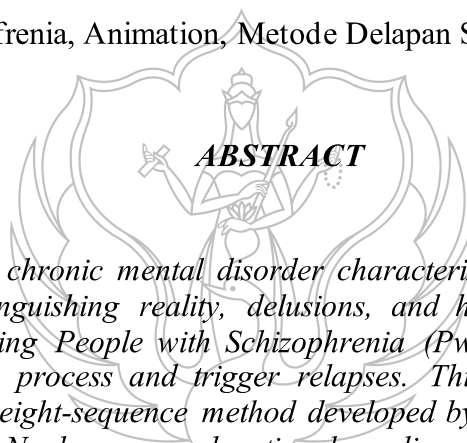 frenia, Animation, Metode Delapan S
ABSTRACT
chronic mental disorder characteri
nguishing reality, delusions, and h
ing People with Schizophrenia (Pw
process and trigger relapses. Thi
eight-sequence method developed by